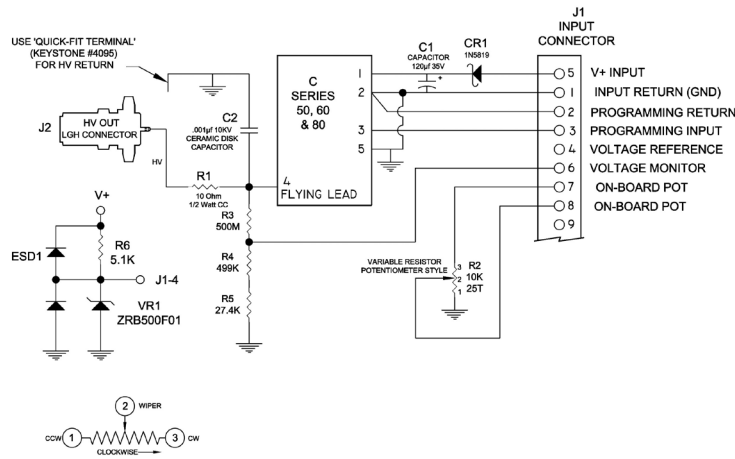 J1
INPUT
CONNECTOR
USE 'QUICK-FIT TERMINAL'
(KEYSTONE #4095)
FOR HV RETURN
C1
CAPACITOR
120µf 35V
+
CR1
1N5819
1
2
3
5
C
SERIES
50, 60
& 80
4
FLYING LEAD
5 V+ INPUT
1 INPUT RETURN (GND)
2 PROGRAMMING RETURN
3 PROGRAMMING INPUT
4 VOLTAGE REFERENCE
6 VOLTAGE MONITOR
7 ON-BOARD POT
8 ON-BOARD POT
9
J2
HV OUT
LGH CONNECTOR
HV
C2
.001µf 10KV
CERAMIC DISK
CAPACITOR
R1
10 Ohm
1/2 Watt CC
R3
500M
R4
499K
R5
27.4K
V+
ESD1
R6
5.1K
J1-4
VR1
ZRB500F01
VARIABLE RESISTOR
POTENTIOMETER STYLE
3
2
1
R2
10K
25T
2 WIPER
CCW 1
3 CW
CLOCKWISE